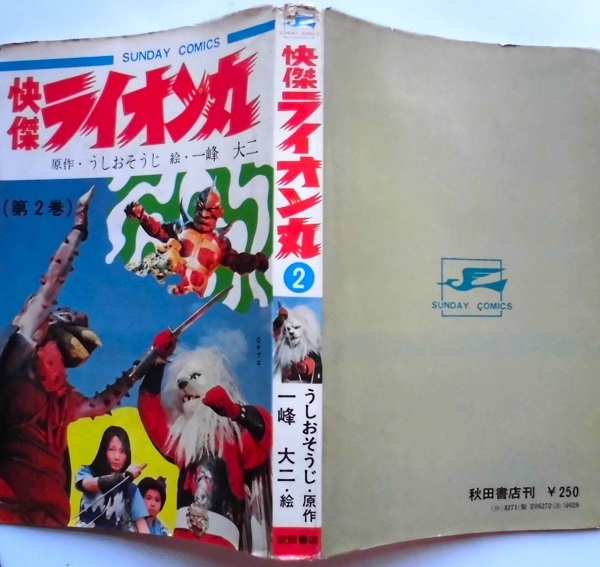 SUNDAY COMICS
快傑
ライオン丸
原作・うしおそうじ 絵・一峰 大二
(第2巻)
快傑ライオン丸
2
うしおそうじ・原作
一峰 大二・絵
秋田書店
SUNDAY COMICS
SUNDAY COMICS
秋田書店刊 ¥250